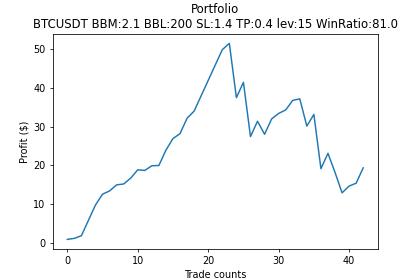 Portfolio
BTCUSDT BBM:2.1 BBL:200 SL:1.4 TP:0.4 lev:15 WinRatio:81.0
50
40
30
20
10
0
Profit ($)
0
10
20
30
40
Trade counts